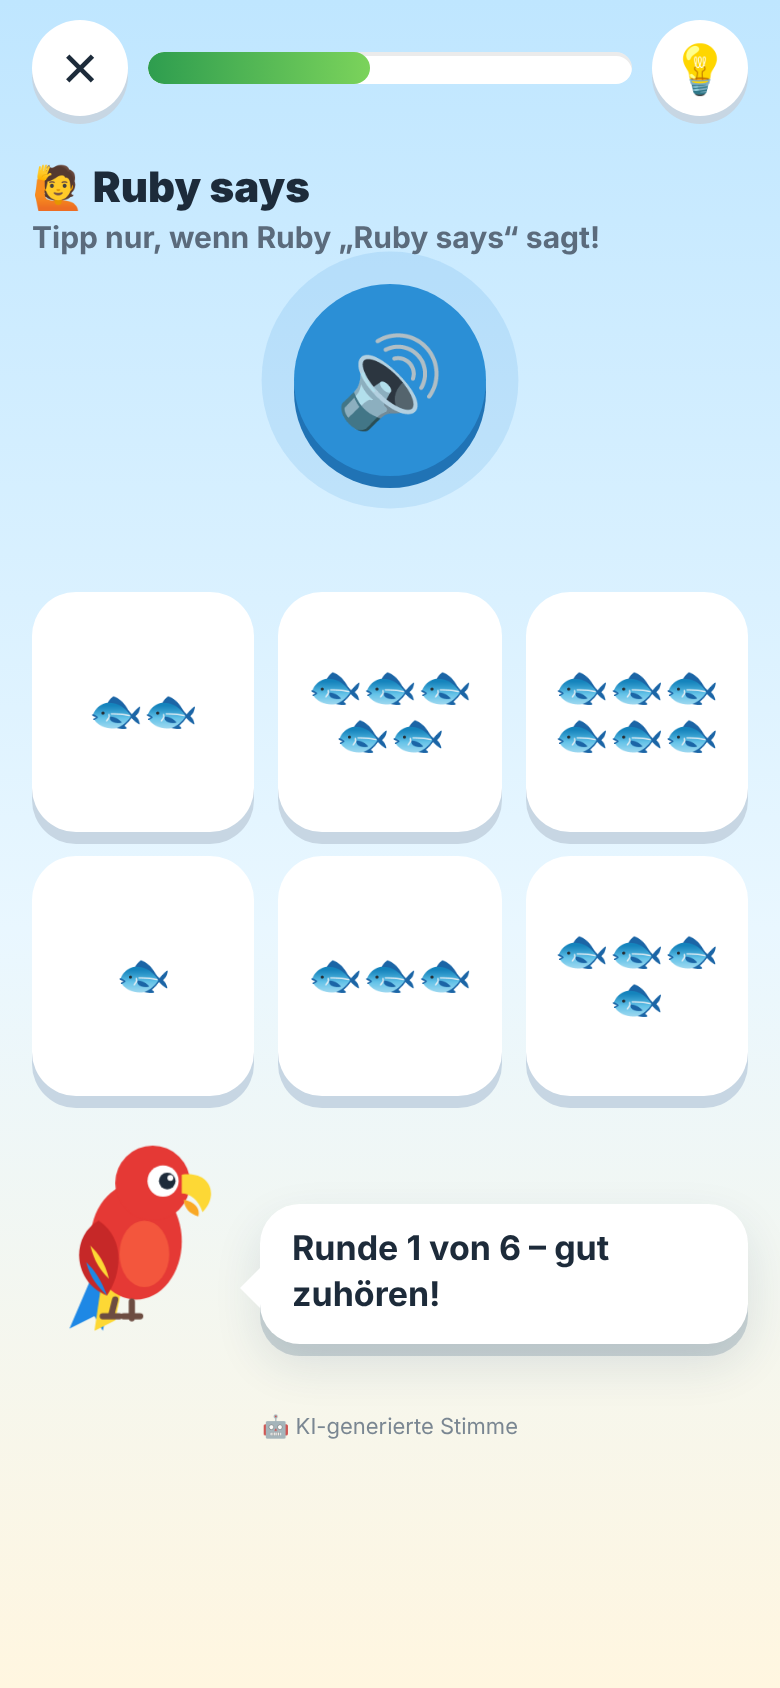 Ruby says
Tipp nur, wenn Ruby „Ruby says“ sagt!
Runde 1 von 6 – gut
zuhören!
KI-generierte Stimme